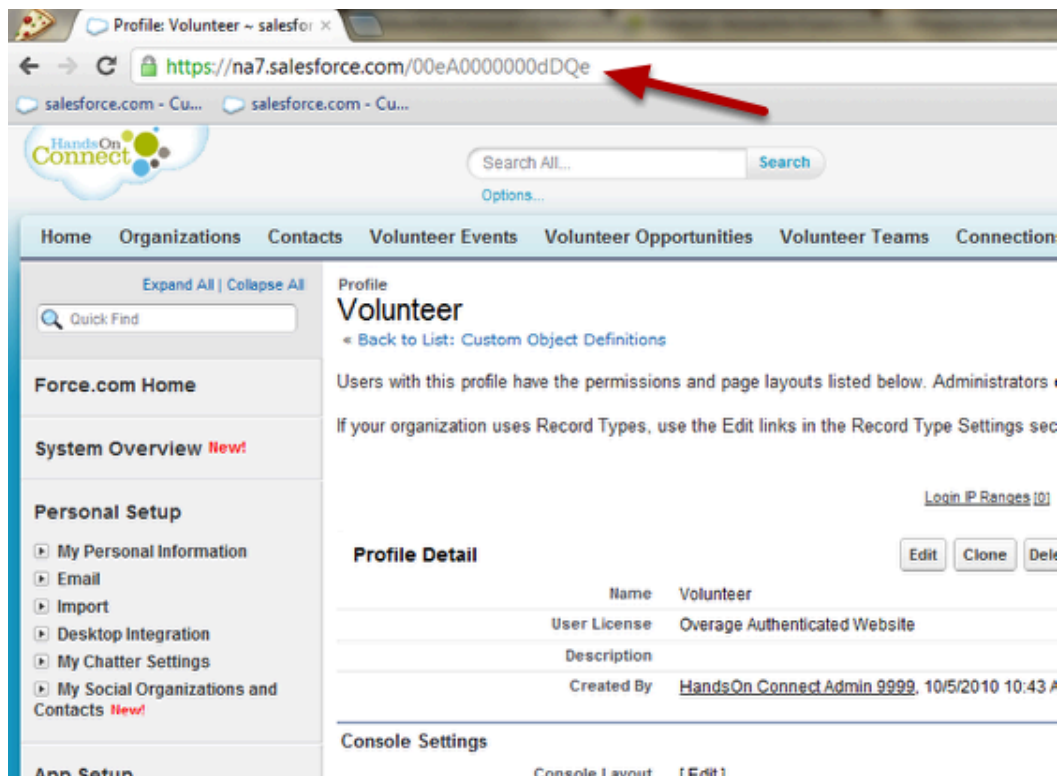 Profile: Volunteer ~ salesfor
https://na7.salesforce.com/00eA0000000dDQe
salesforce.com - Cu...
salesforce.com - Cu...
HandsOn
Connect
Search All...
Search
Options...
Home Organizations Contacts Volunteer Events Volunteer Opportunities Volunteer Teams Connections
Expand All | Collapse All
Quick Find
Force.com Home
System Overview New!
Personal Setup
My Personal Information
Email
Import
Desktop Integration
My Chatter Settings
My Social Organizations and
Contacts New!
App Setup
Profile
Volunteer
« Back to List: Custom Object Definitions
Users with this profile have the permissions and page layouts listed below. Administrators
If your organization uses Record Types, use the Edit links in the Record Type Settings sec
Login IP Ranges [0]
Profile Detail
Edit Clone Dele
Name Volunteer
User License Overage Authenticated Website
Description
Created By HandsOn Connect Admin 9999, 10/5/2010 10:43 A
Console Settings
Console Layout [ Edit ]